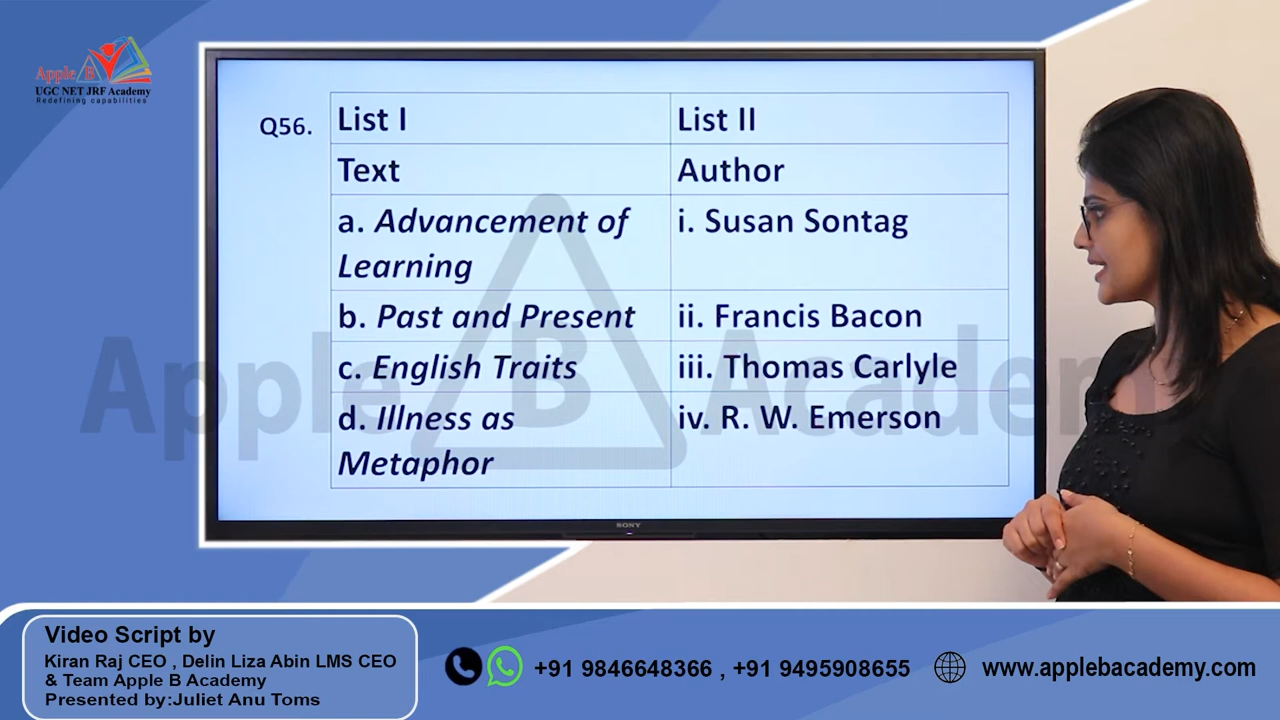 Apple B
UGC NET JRF Academy
Redefining capabilities
Q56.
List I
List II
Text
Author
a. Advancement of
Learning
i. Susan Sontag
b. Past and Present
ii. Francis Bacon
c. English Traits
iii. Thomas Carlyle
d. Illness as
Metaphor
iv. R. W. Emerson
Apple B Academy
SONY
Video Script by
Kiran Raj CEO , Delin Liza Abin LMS CEO
& Team Apple B Academy
Presented by:Juliet Anu Toms
+91 9846648366 , +91 9495908655
www.applebacademy.com